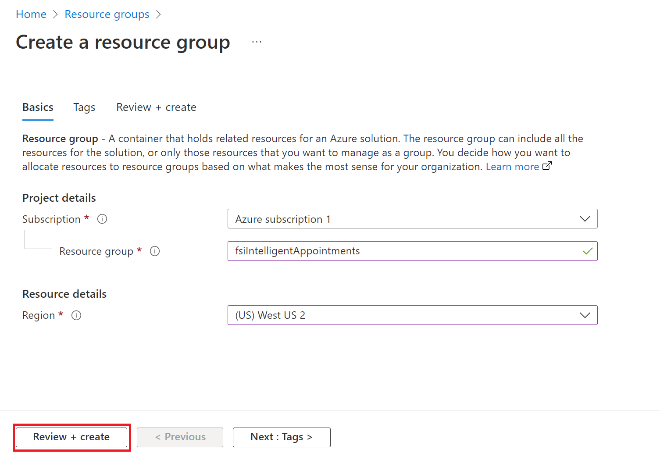 Home > Resource groups >
Create a resource group ...
Basics Tags Review + create
Resource group - A container that holds related resources for an Azure solution. The resource group can include all the
resources for the solution, or only those resources that you want to manage as a group. You decide how you want to
allocate resources to resource groups based on what makes the most sense for your organization. Learn more
Project details
Subscription * Azure subscription 1
Resource group * fsiIntelligentAppointments
Resource details
Region * (US) West US 2
Review + create < Previous Next : Tags >